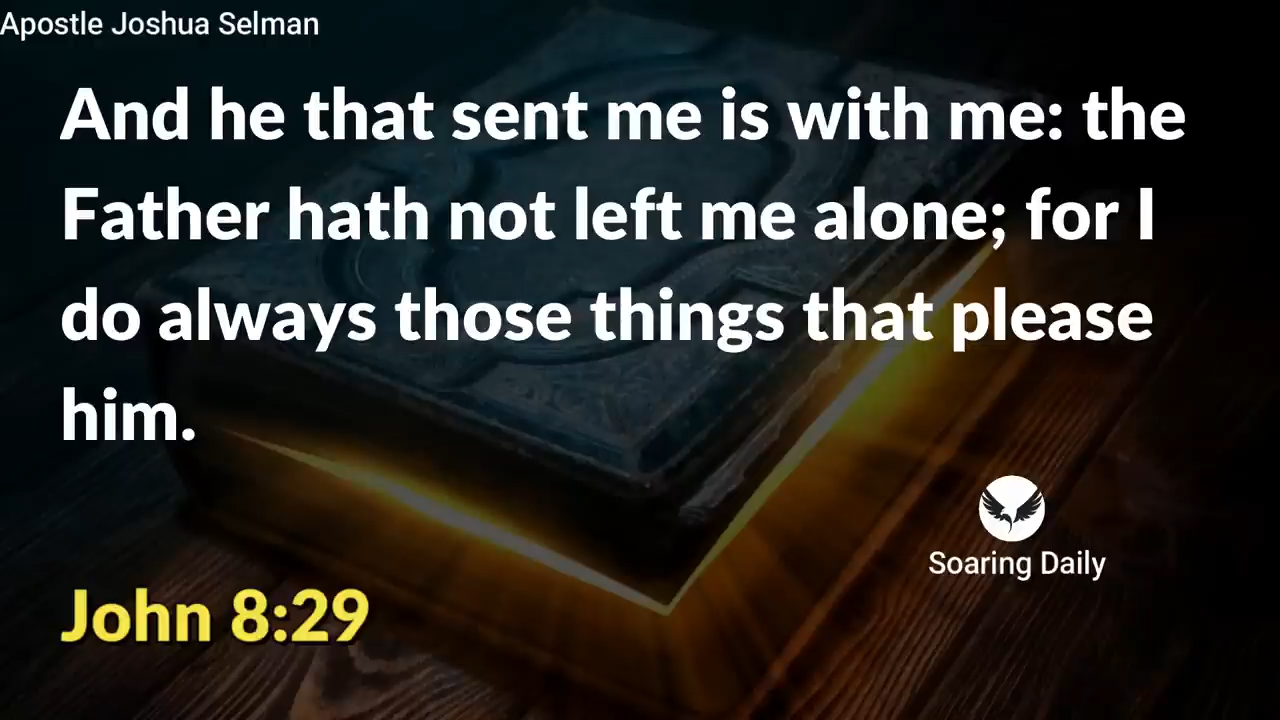 Apostle Joshua Selman
And he that sent me is with me: the
Father hath not left me alone; for I
do always those things that please
him.
Soaring Daily
John 8:29